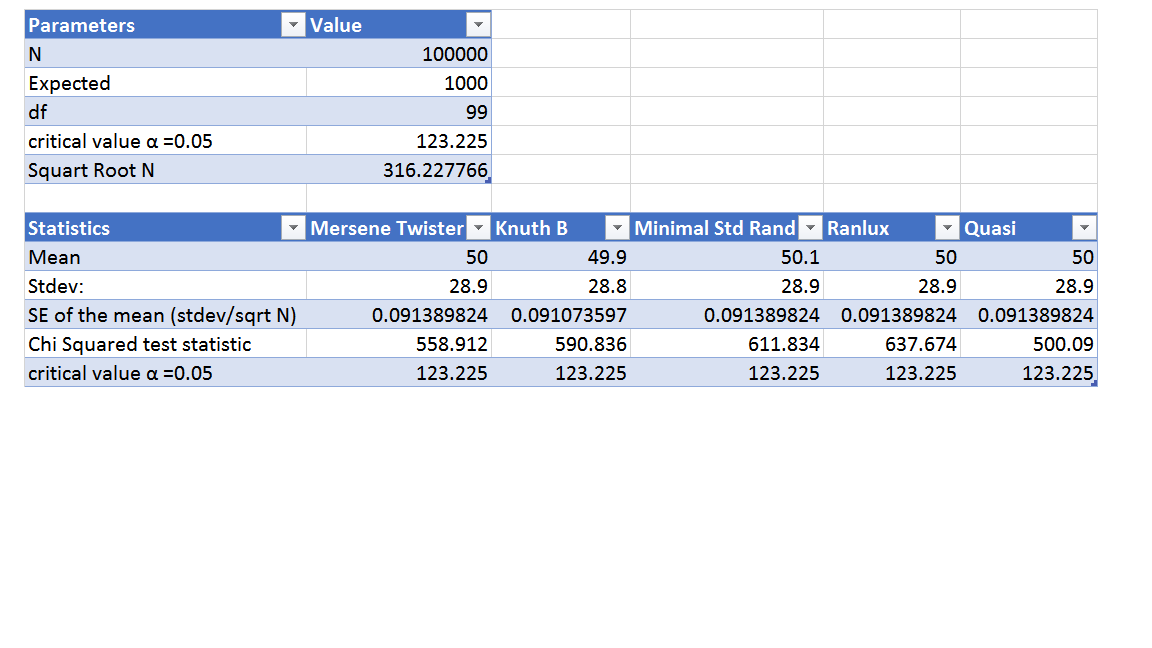 Parameters Value
N 100000
Expected 1000
df 99
critical value α =0.05 123.225
Squart Root N 316.227766
Statistics Mersene Twister Knuth B Minimal Std Rand Ranlux Quasi
Mean 50 49.9 50.1 50 50
Stdev: 28.9 28.8 28.9 28.9 28.9
SE of the mean (stdev/sqrt N) 0.091389824 0.091073597 0.091389824 0.091389824 0.091389824
Chi Squared test statistic 558.912 590.836 611.834 637.674 500.09
critical value α =0.05 123.225 123.225 123.225 123.225 123.225